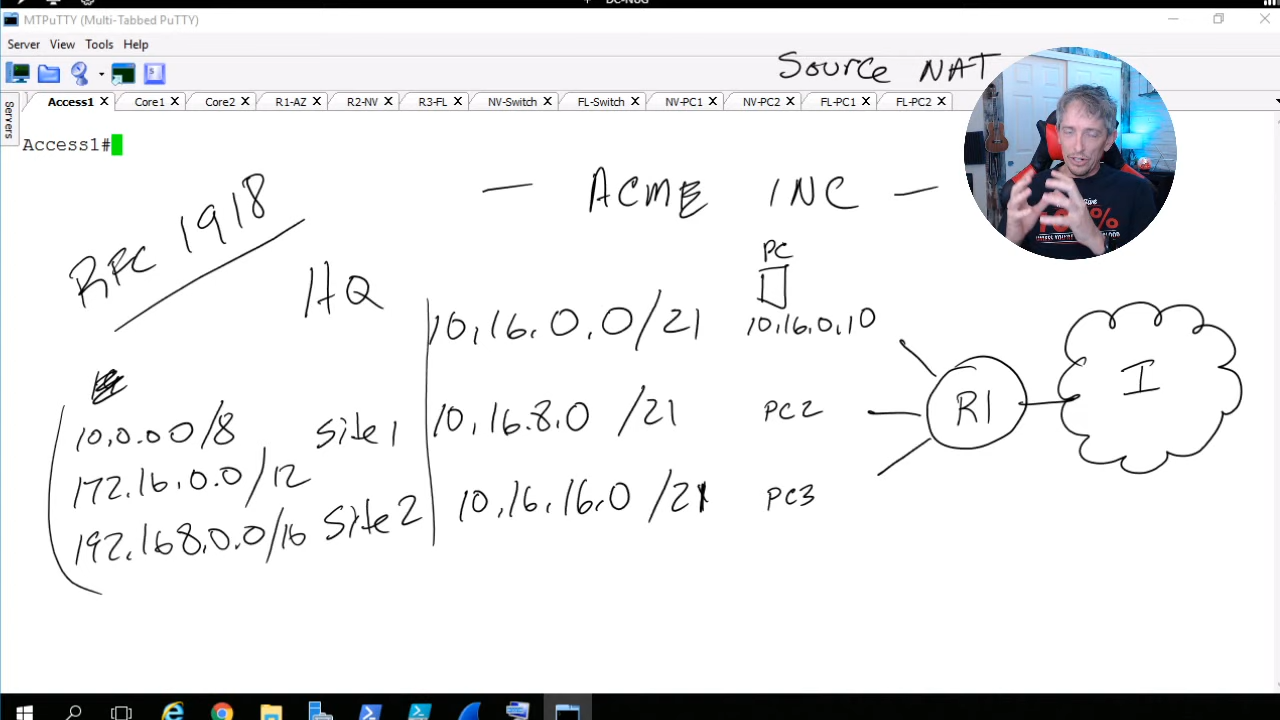 MTPuTTY (Multi-Tabbed PuTTY)
Server View Tools Help
Source NAT
Servers
Access1 Core1 Core2 R1-AZ R2-NV R3-FL NV-Switch FL-Switch NV-PC1 NV-PC2 FL-PC1 FL-PC2
Access1#
RFC 1918
— ACME INC —
HQ
PC
10.16.0.0/21 10.16.0.10
10.0.0.0/8
Site1 10.16.8.0 /21 PC2
R1
I
172.16.0.0/12
192.168.0.0/16
Site2 10.16.16.0 /21 PC3